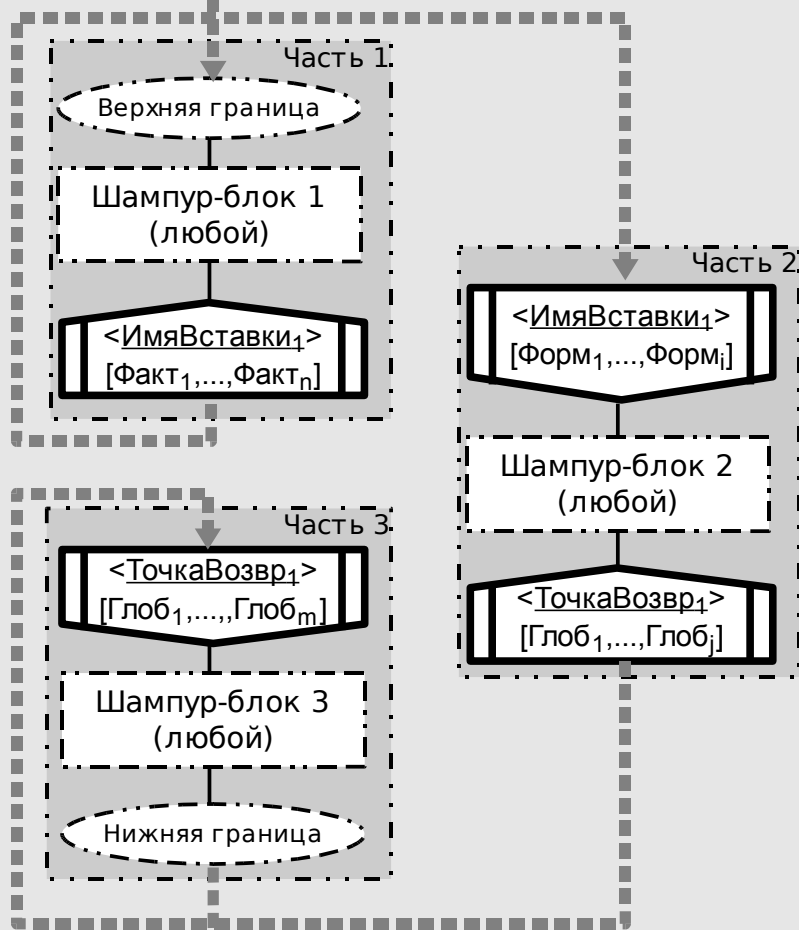 Часть 1
Верхняя граница
Шампур-блок 1
(любой)
<ИмяВставки₁>
[Факт₁,...,Фактₙ]
Часть 2
<ИмяВставки₁>
[Форм₁,...,Формᵢ]
Шампур-блок 2
(любой)
<ТочкаВозвр₁>
[Глоб₁,...,Глобⱼ]
Часть 3
<ТочкаВозвр₁>
[Глоб₁,...,,Глобₘ]
Шампур-блок 3
(любой)
Нижняя граница